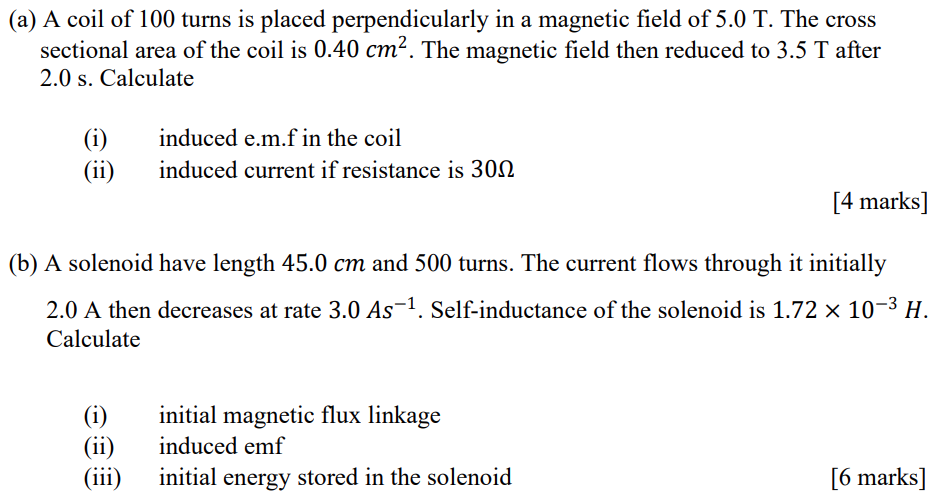 (a) A coil of 100 turns is placed perpendicularly in a magnetic field of 5.0 T. The cross
sectional area of the coil is 0.40 cm². The magnetic field then reduced to 3.5 T after
2.0 s. Calculate
(i) induced e.m.f in the coil
(ii) induced current if resistance is 30Ω
[4 marks]
(b) A solenoid have length 45.0 cm and 500 turns. The current flows through it initially
2.0 A then decreases at rate 3.0 As⁻¹. Self-inductance of the solenoid is 1.72 × 10⁻³ H.
Calculate
(i) initial magnetic flux linkage
(ii) induced emf
(iii) initial energy stored in the solenoid [6 marks]